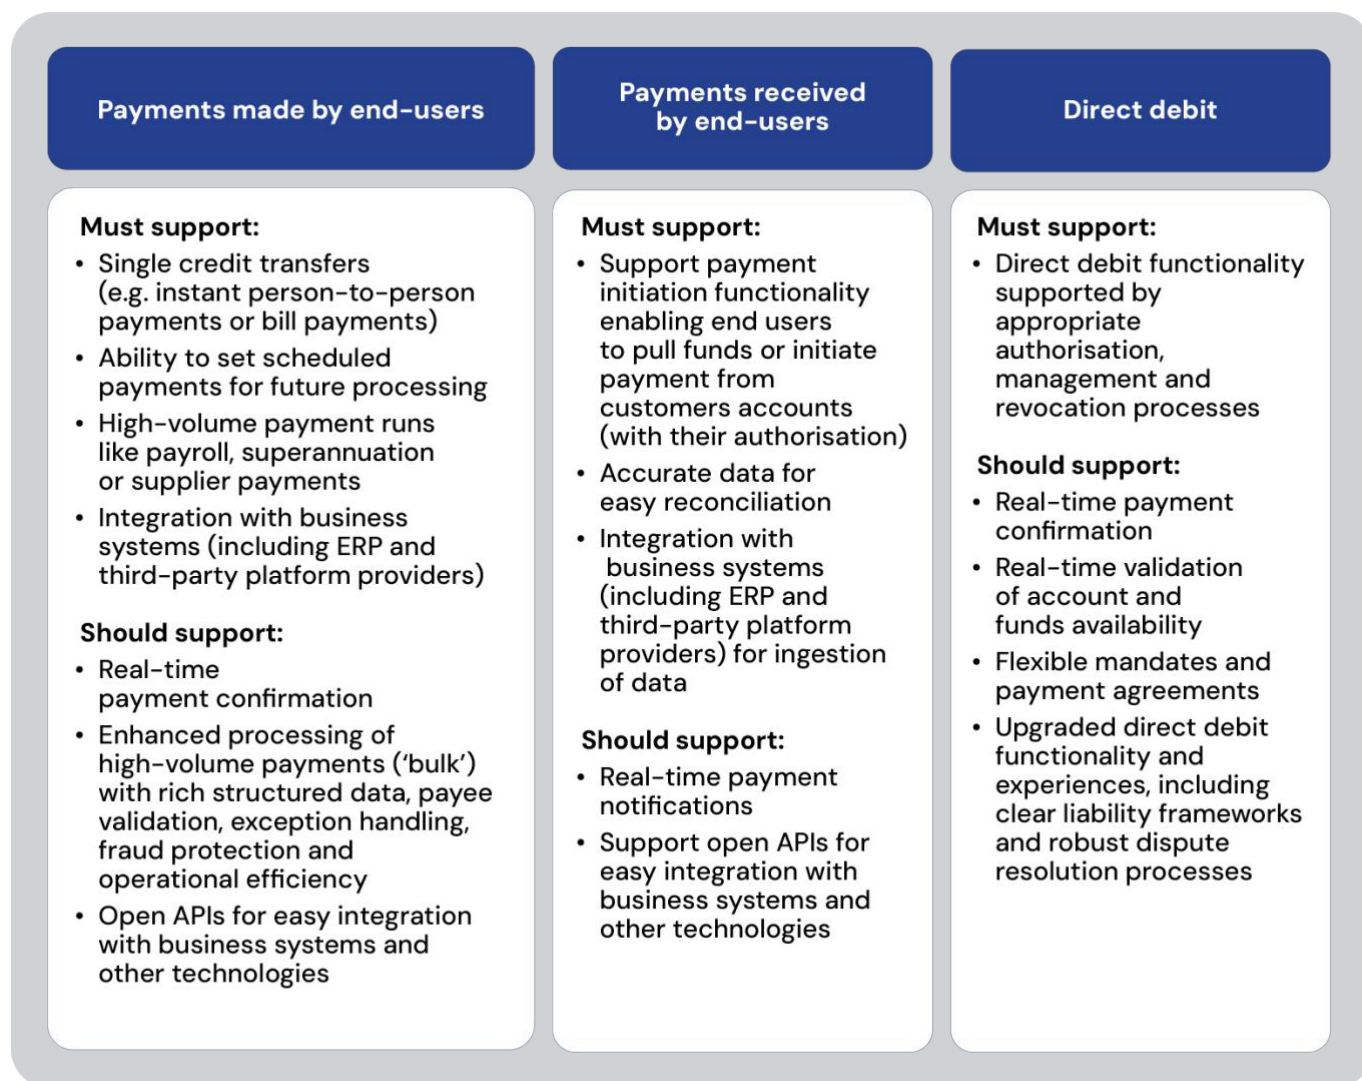 Payments made by end-users
Must support:
• Single credit transfers
(e.g. instant person-to-person
payments or bill payments)
• Ability to set scheduled
payments for future processing
• High-volume payment runs
like payroll, superannuation
or supplier payments
• Integration with business
systems (including ERP and
third-party platform providers)
Should support:
• Real-time
payment confirmation
• Enhanced processing of
high-volume payments (‘bulk’)
with rich structured data, payee
validation, exception handling,
fraud protection and
operational efficiency
• Open APIs for easy integration
with business systems and
other technologies
Payments received
by end-users
Must support:
• Support payment
initiation functionality
enabling end users
to pull funds or initiate
payment from
customers accounts
(with their authorisation)
• Accurate data for
easy reconciliation
• Integration with
business systems
(including ERP and
third-party platform
providers) for ingestion
of data
Should support:
• Real-time payment
notifications
• Support open APIs for
easy integration with
business systems and
other technologies
Direct debit
Must support:
• Direct debit functionality
supported by
appropriate
authorisation,
management and
revocation processes
Should support:
• Real-time payment
confirmation
• Real-time validation
of account and
funds availability
• Flexible mandates and
payment agreements
• Upgraded direct debit
functionality and
experiences, including
clear liability frameworks
and robust dispute
resolution processes